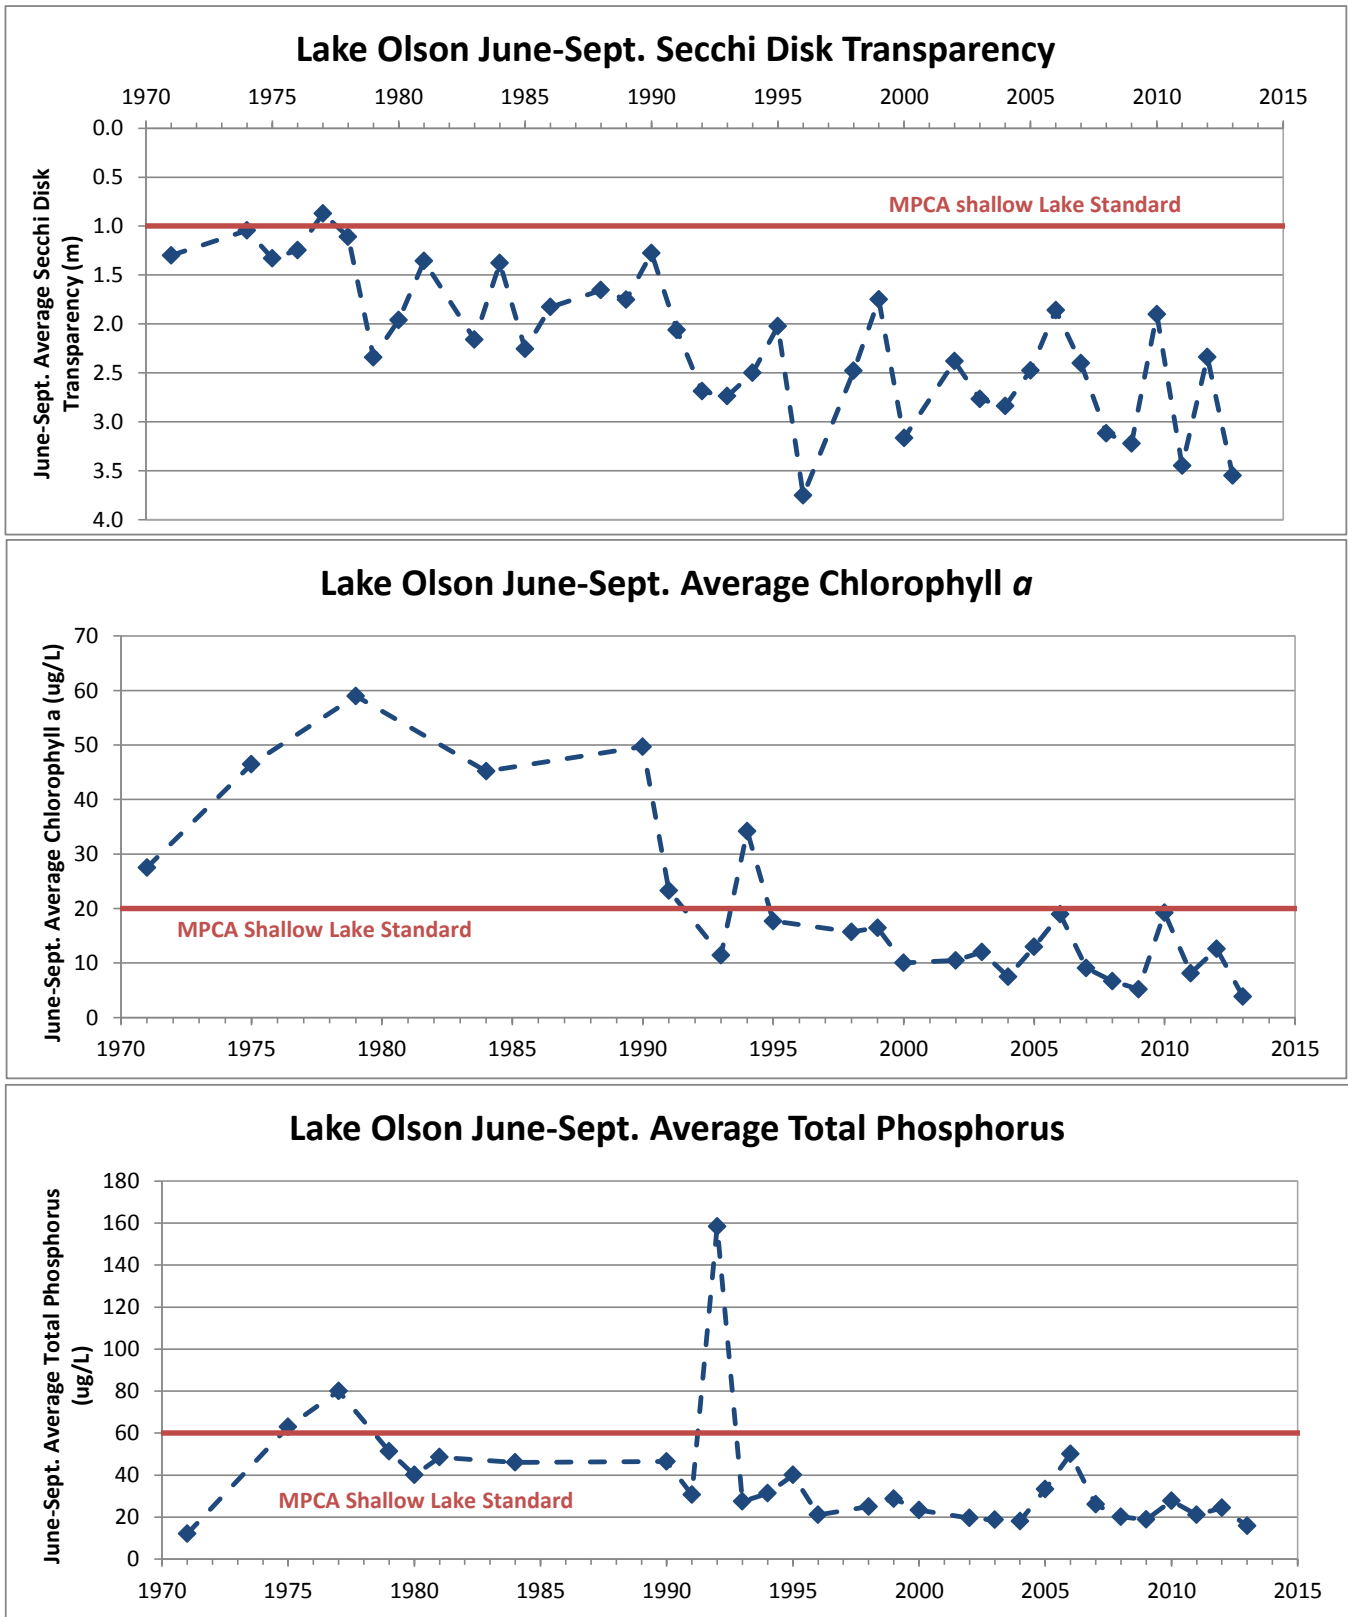 Lake Olson June-Sept. Secchi Disk Transparency
1970 1975 1980 1985 1990 1995 2000 2005 2010 2015
June-Sept. Average Secchi Disk
Transparency (m)
0.0
0.5
1.0
1.5
2.0
2.5
3.0
3.5
4.0
MPCA shallow Lake Standard
Lake Olson June-Sept. Average Chlorophyll a
June-Sept. Average Chlorophyll a (ug/L)
70
60
50
40
30
20
10
0
MPCA Shallow Lake Standard
1970 1975 1980 1985 1990 1995 2000 2005 2010 2015
Lake Olson June-Sept. Average Total Phosphorus
June-Sept. Average Total Phosphorus
(ug/L)
180
160
140
120
100
80
60
40
20
0
MPCA Shallow Lake Standard
1970 1975 1980 1985 1990 1995 2000 2005 2010 2015